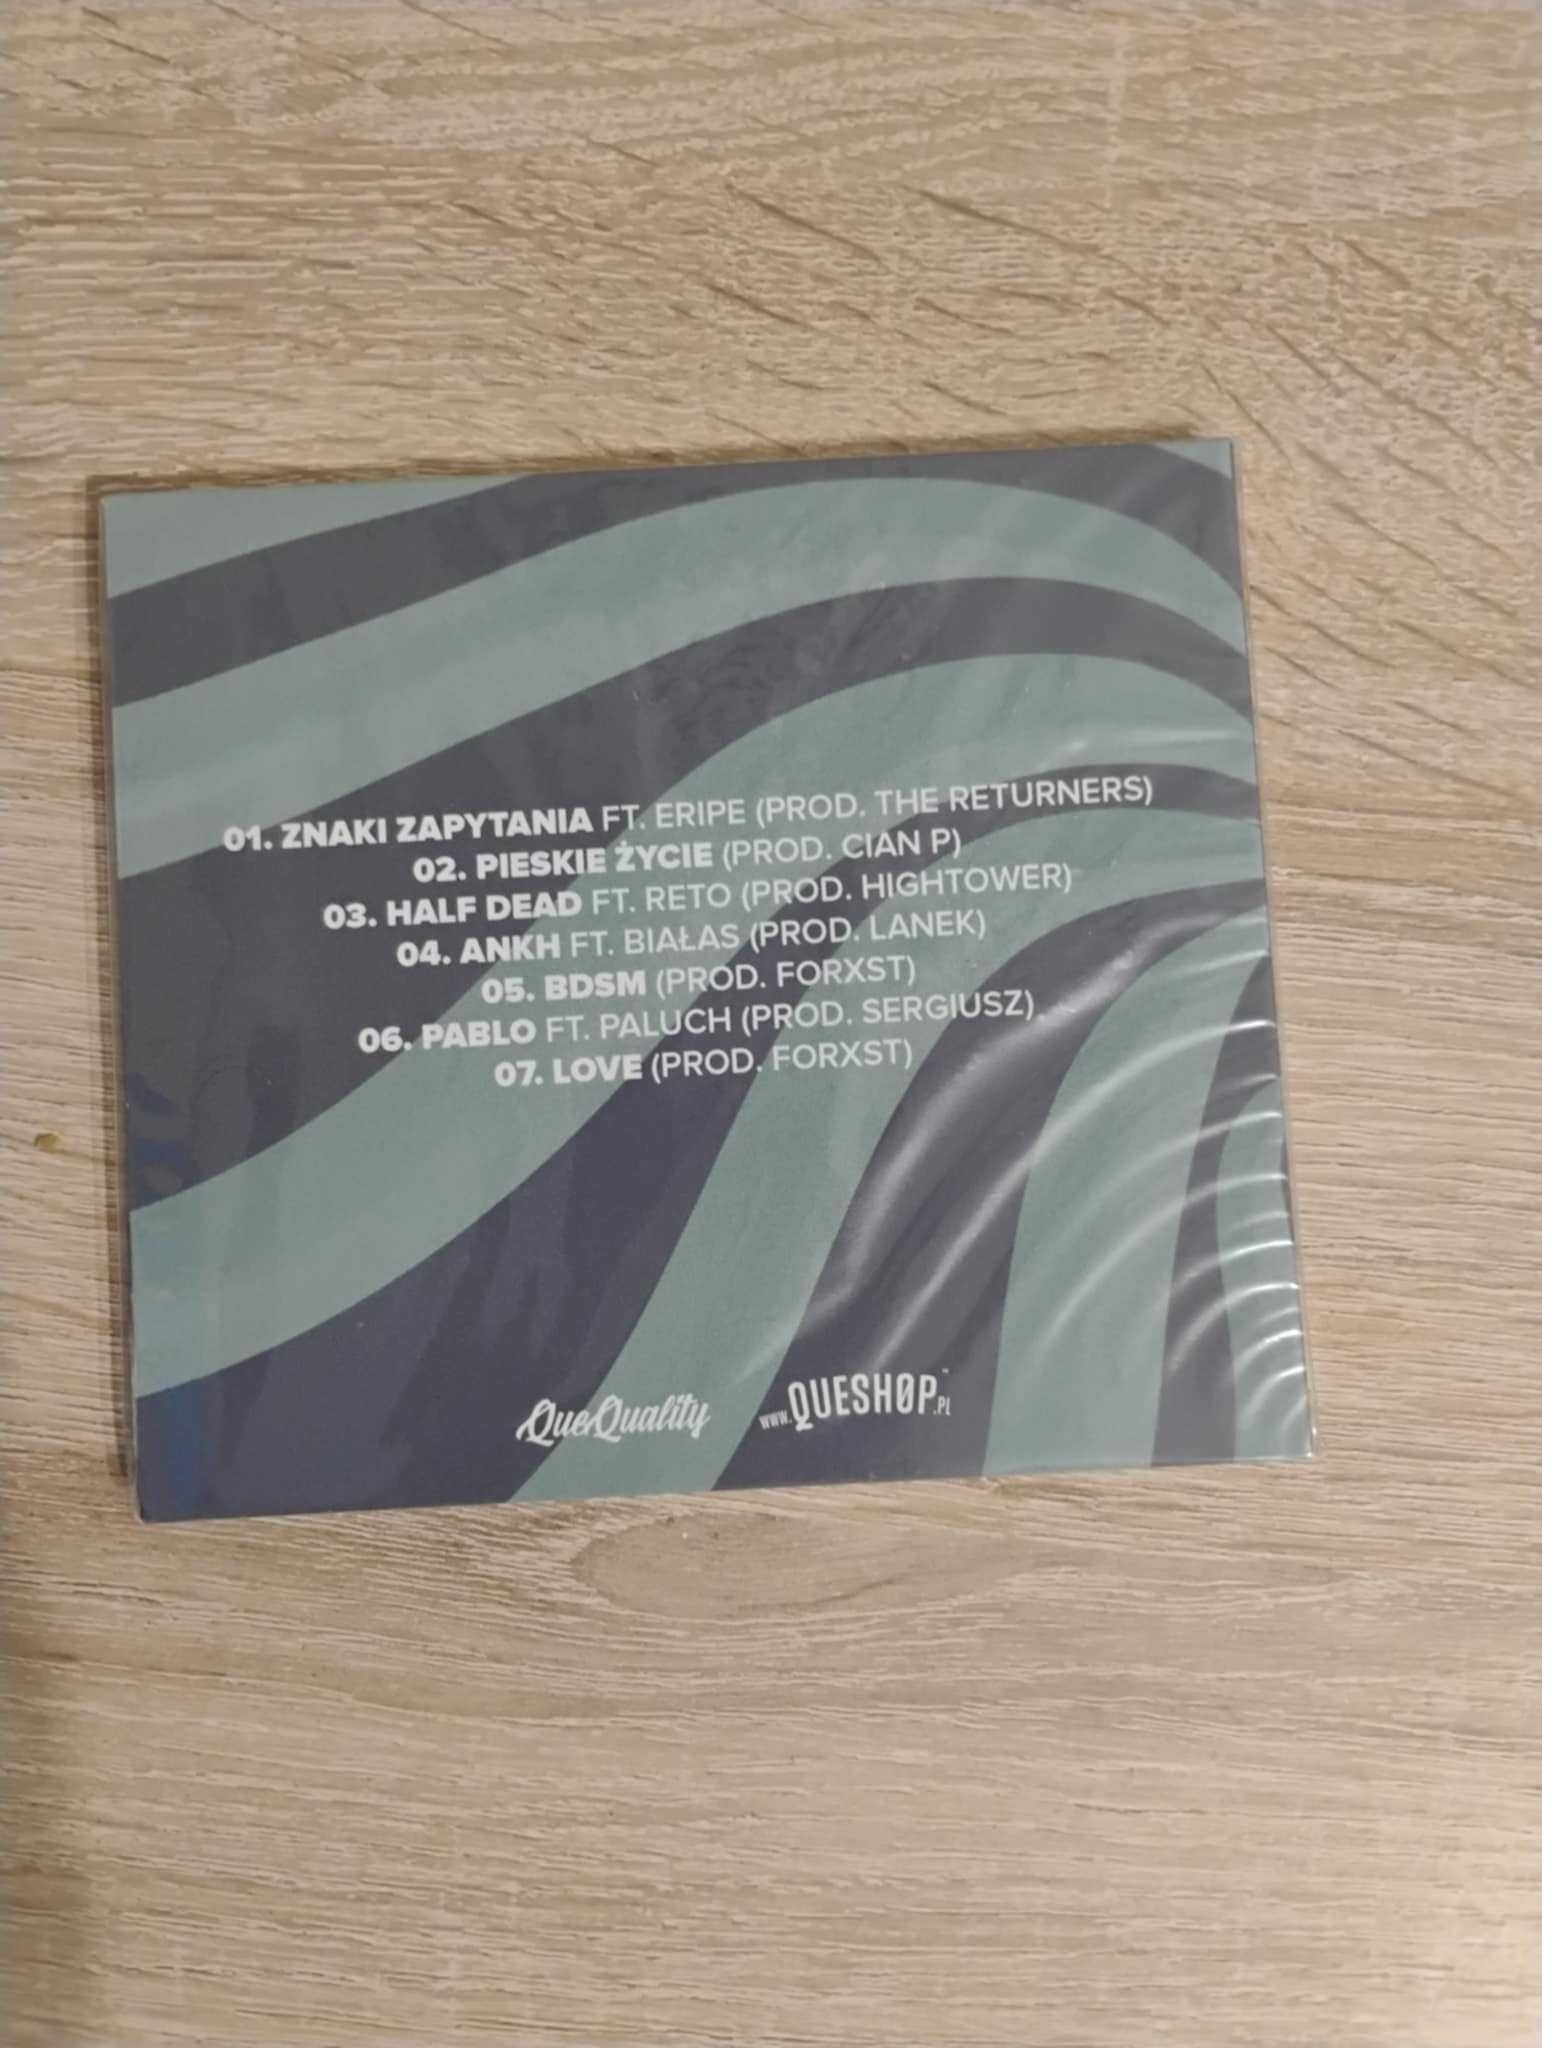 01. ZNAKI ZAPYTANIA FT. ERIPE (PROD. THE RETURNERS)
02. PIESKIE ŻYCIE (PROD. CIAN P)
03. HALF DEAD FT. RETO (PROD. HIGHTOWER)
04. ANKH FT. BIAŁAS (PROD. LANEK)
05. BDSM (PROD. FORXST)
06. PABLO FT. PALUCH (PROD. SERGIUSZ)
07. LOVE (PROD. FORXST)
QueQuality www.QUESHØP.PL